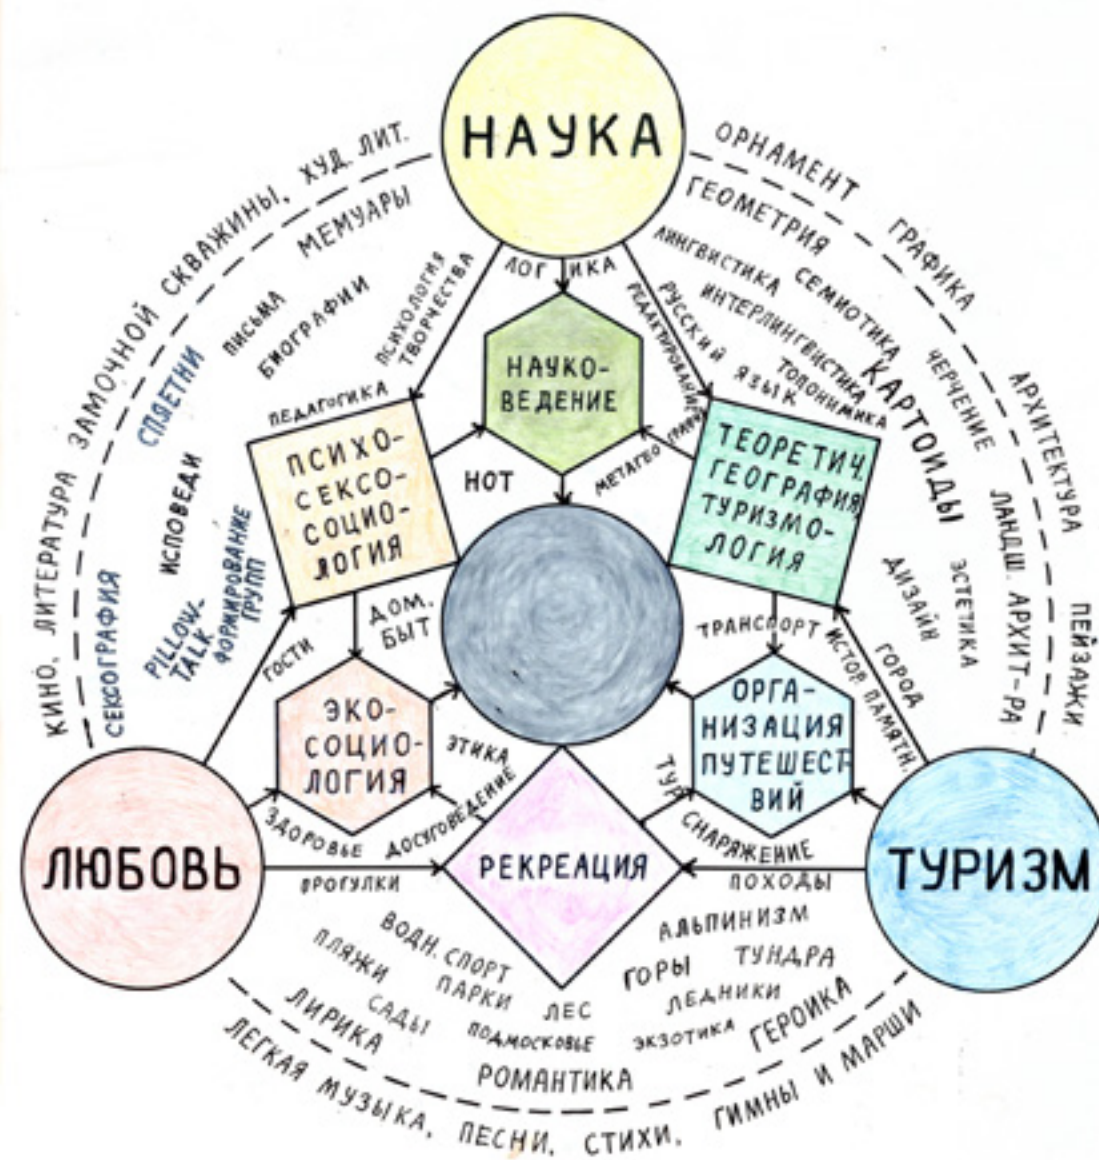 НАУКА
КИНО, ЛИТЕРАТУРА ЗАМОЧНОЙ СКВАЖИНЫ, ХУД. ЛИТ.
ОРНАМЕНТ
ГРАФИКА
АРХИТЕКТУРА
ПЕЙЗАЖИ.
МЕМУАРЫ
ПИСЬМА
БИОГРАФИИ
ПСИХОЛОГИЯ
ТВОРЧЕСТВА
СПЛЕТНИ
ПЕДАГОГИКА
ИСПОВЕДИ
СЕКСОГРАФИЯ
PILLOW-
TALK
ФОРМИРОВАНИЕ
ГРУПП
ЛОГИКА
ГЕОМЕТРИЯ
ЛИНГВИСТИКА
СЕМИОТИКА
ИНТЕРЛИНГВИСТИКА
РУССКИЙ
ЯЗЫК
РЕДАКТИРОВАНИЕ
ТОПОНИМИКА
КАРТОИДЫ
ЧЕРЧЕНИЕ
ЛАНДШ. АРХИТ-РА
ЭСТЕТИКА
ДИЗАЙН
НАУКО-
ВЕДЕНИЕ
ПСИХО-
СЕКСО-
СОЦИО-
ЛОГИЯ
ТЕОРЕТИЧ.
ГЕОГРАФИЯ,
ТУРИЗМО-
ЛОГИЯ
НОТ
МЕТАГЕО
ДОМ.
БЫТ
ТРАНСПОРТ
ГОСТИ
ГОРОД
ИСТОР. ПАМЯТН.
ЭКО-
СОЦИО-
ЛОГИЯ
ОРГА-
НИЗАЦИЯ
ПУТЕШЕСТ
ВИЙ
ЭТИКА
ДОСУГОВЕДЕНИЕ
ЗДОРОВЬЕ
ТУР
СНАРЯЖЕНИЕ
ЛЮБОВЬ
РЕКРЕАЦИЯ
ТУРИЗМ
ПРОГУЛКИ
ПОХОДЫ
ВОДН. СПОРТ
ПЛЯЖИ
ПАРКИ
САДЫ
ЛЕС
ПОДМОСКОВЬЕ
АЛЬПИНИЗМ
ГОРЫ
ТУНДРА
ЛЕДНИКИ
ЭКЗОТИКА
ЛИРИКА
РОМАНТИКА
ГЕРОИКА
ЛЕГКАЯ МУЗЫКА, ПЕСНИ, СТИХИ, ГИМНЫ И МАРШИ